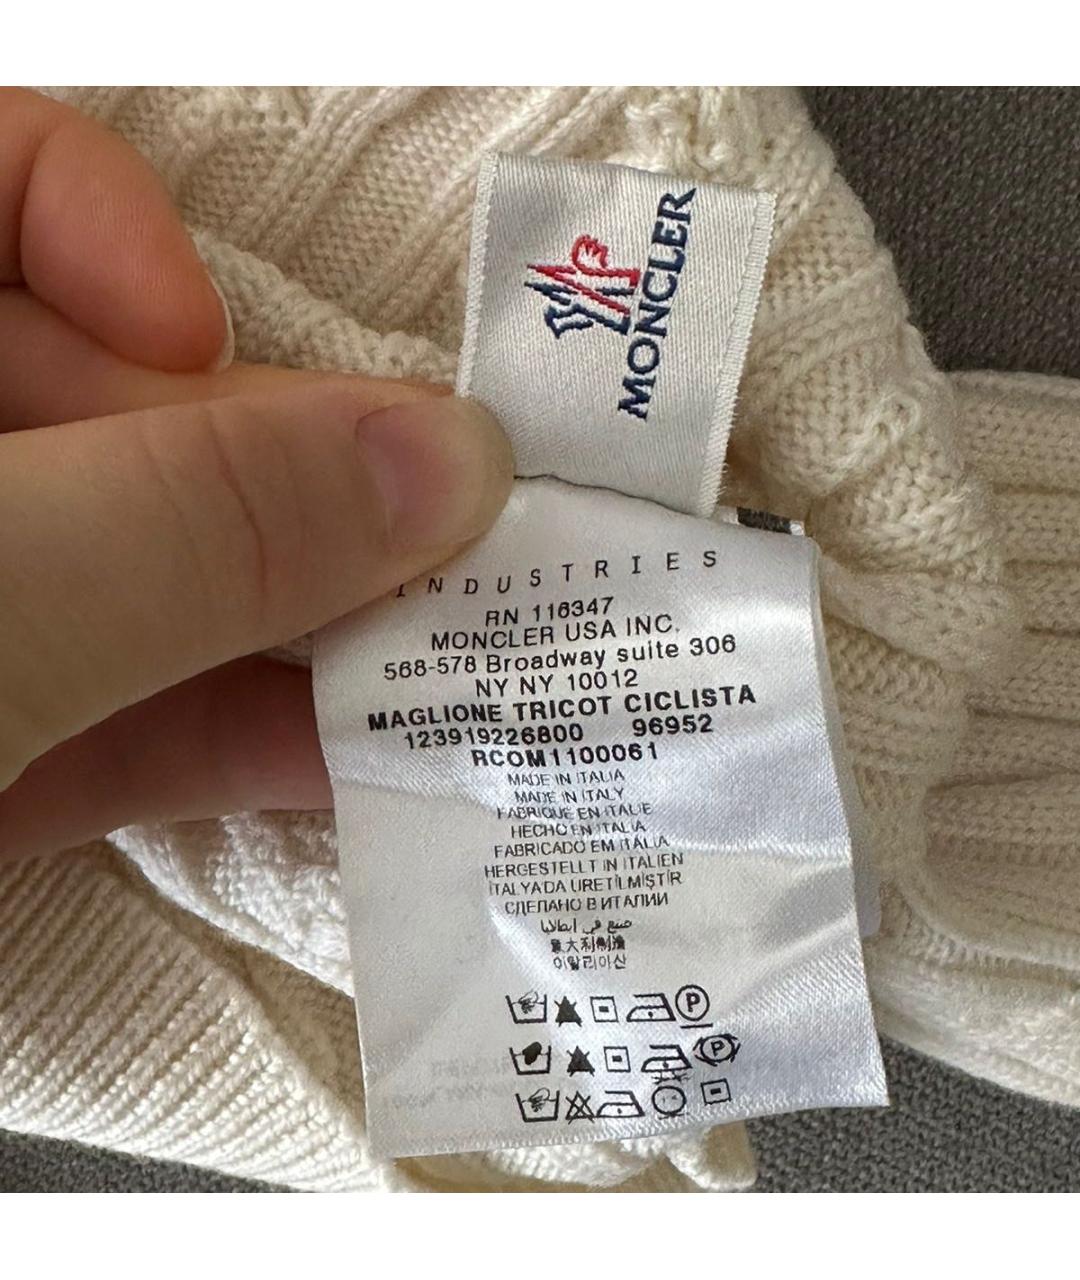 MONCLER
INDUSTRIES
RN 116347
MONCLER USA INC.
568-578 Broadway suite 306
NY NY 10012
MAGLIONE TRICOT CICLISTA
123919226800 96952
RCOM1100061
MADE IN ITALIA
MADE IN ITALY
FABRIQUE EN ITALIE
HECHO EN ITALIA
FABRICADO EM ITALIA
HERGESTELLT IN ITALIEN
İTALYADA ÜRETİLMİŞTİR
СДЕЛАНО В ИТАЛИИ
صنع في ايطاليا
意大利制造
이탈리아산
P
P